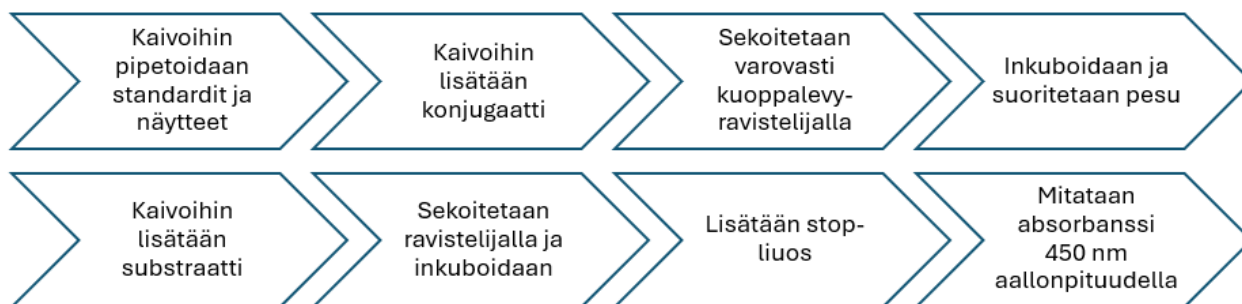 Kaivoihin
pipetoidaan
standardit ja
näytteet
Kaivoihin
lisätään
konjugaatti
Sekoitetaan
varovasti
kuoppalevy-
ravistelijalla
Inkuboidaan ja
suoritetaan pesu
Kaivoihin
lisätään
substraatti
Sekoitetaan
ravistelijalla ja
inkuboidaan
Lisätään stop-
liuos
Mitataan
absorbanssi
450 nm
aallonpituudella